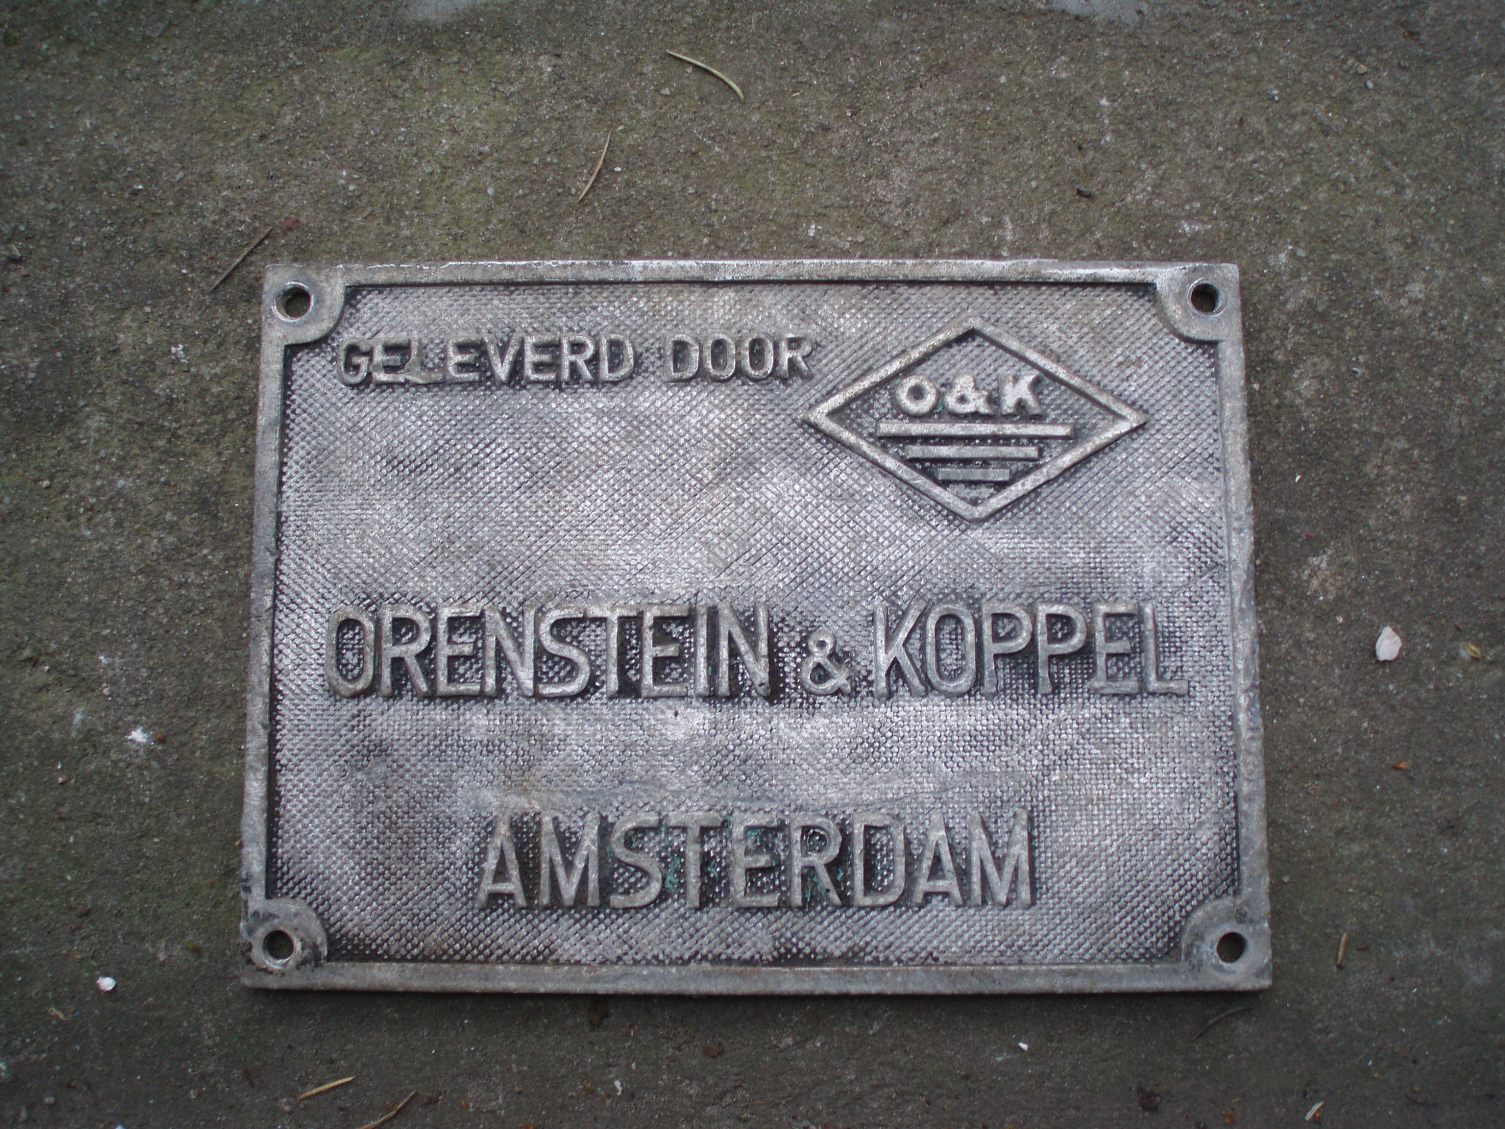 GELEVERD DOOR
O&K
ORENSTEIN & KOPPEL
AMSTERDAM